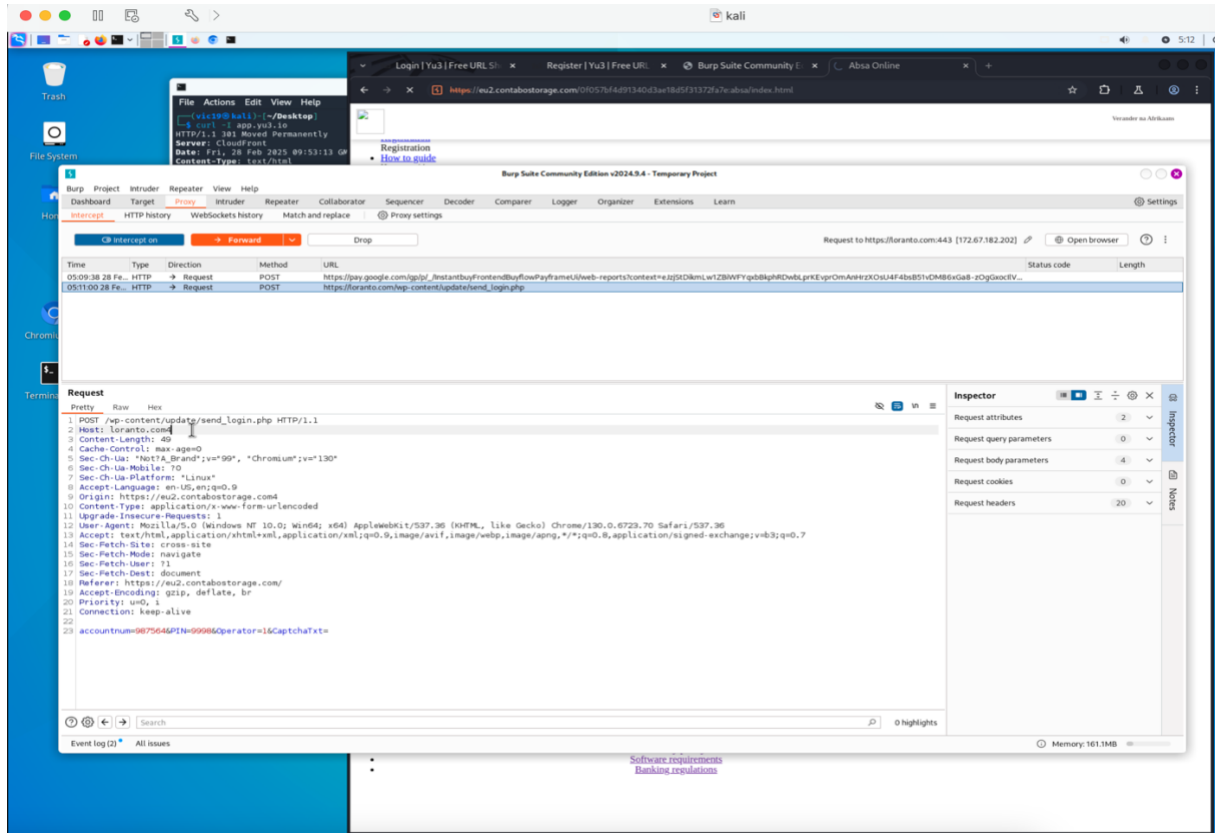 kali
5:12
Trash
File System
Hom
Chromiu
Termina
File Actions Edit View Help
(vic10㉿kali)-[~/Desktop]
$ curl -I app.yu3.io
HTTP/1.1 301 Moved Permanently
Server: CloudFront
Date: Fri, 28 Feb 2025 09:53:13 GM
Content-Type: text/html
Login | Yu3 | Free URL Sh
Register | Yu3 | Free URL
Burp Suite Community E
Absa Online
https://eu2.contabostorage.com/0f057bf4d91340d3ae18d5f31372fa7e:absa/index.html
Verander na Afrikaans
Registration
How to guide
Burp Suite Community Edition v2024.9.4 - Temporary Project
Burp Project Intruder Repeater View Help
Dashboard Target Proxy Intruder Repeater Collaborator Sequencer Decoder Comparer Logger Organizer Extensions Learn Settings
Intercept HTTP history WebSockets history Match and replace Proxy settings
Intercept on Forward Drop Request to https://loranto.com:443 [172.67.182.202] Open browser
Time Type Direction Method URL Status code Length
05:09:38 28 Fe... HTTP → Request POST
05:11:00 28 Fe... HTTP → Request POST https://loranto.com/wp-content/update/send_login.php
Request
Pretty Raw Hex
1 POST /wp-content/update/send_login.php HTTP/1.1
2 Host: loranto.com4
3 Content-Length: 49
4 Cache-Control: max-age=0
5 Sec-Ch-Ua: "Not?A_Brand";v="99", "Chromium";v="130"
6 Sec-Ch-Ua-Mobile: ?0
7 Sec-Ch-Ua-Platform: "Linux"
8 Accept-Language: en-US,en;q=0.9
9 Origin: https://eu2.contabostorage.com4
10 Content-Type: application/x-www-form-urlencoded
11 Upgrade-Insecure-Requests: 1
12 User-Agent: Mozilla/5.0 (Windows NT 10.0; Win64; x64) AppleWebKit/537.36 (KHTML, like Gecko) Chrome/130.0.6723.70 Safari/537.36
13 Accept: text/html,application/xhtml+xml,application/xml;q=0.9,image/avif,image/webp,image/apng,*/*;q=0.8,application/signed-exchange;v=b3;q=0.7
14 Sec-Fetch-Site: cross-site
15 Sec-Fetch-Mode: navigate
16 Sec-Fetch-User: ?1
17 Sec-Fetch-Dest: document
18 Referer: https://eu2.contabostorage.com/
19 Accept-Encoding: gzip, deflate, br
20 Priority: u=0, i
21 Connection: keep-alive
22
23 accountnum=987564&PIN=9998&Operator=1&CaptchaTxt=
Inspector
Request attributes 2
Request query parameters 0
Request body parameters 4
Request cookies 0
Request headers 20
Inspector
Notes
Search 0 highlights
Event log (2) All issues Memory: 161.1MB
Software requirements
Banking regulations